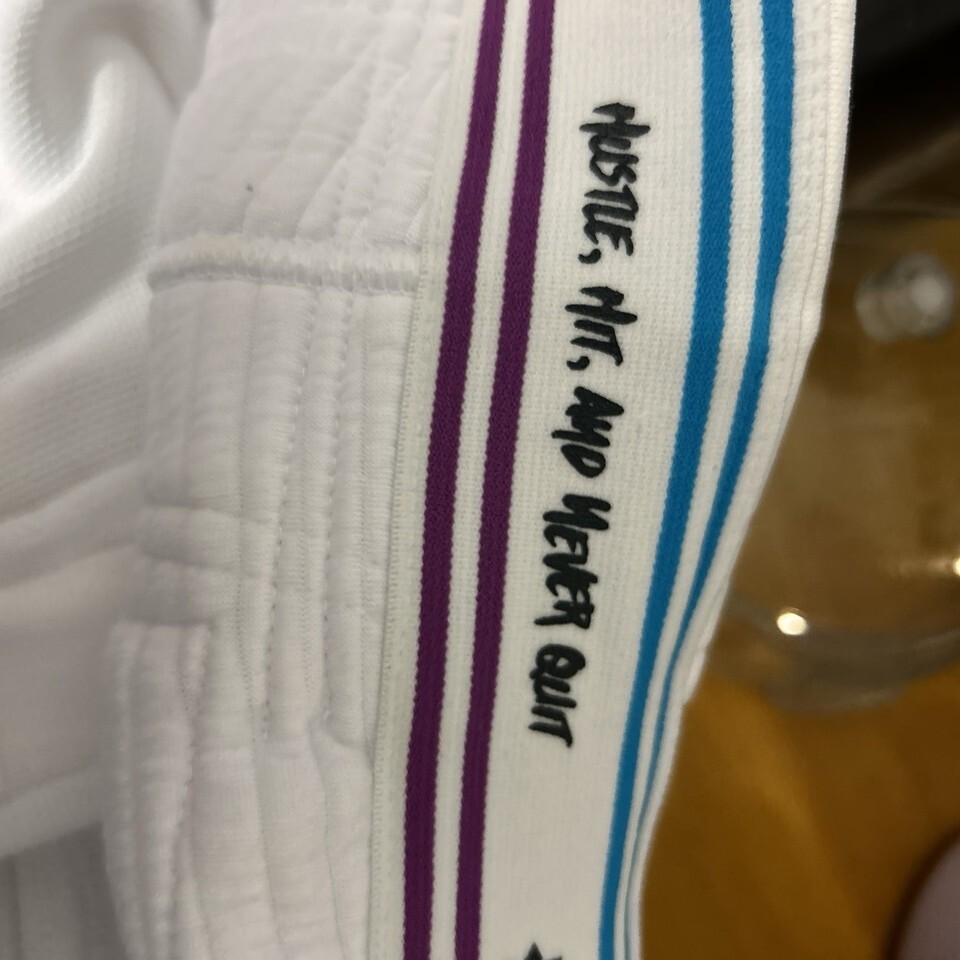 HUSTLE, HIT, AND NEVER QUIT